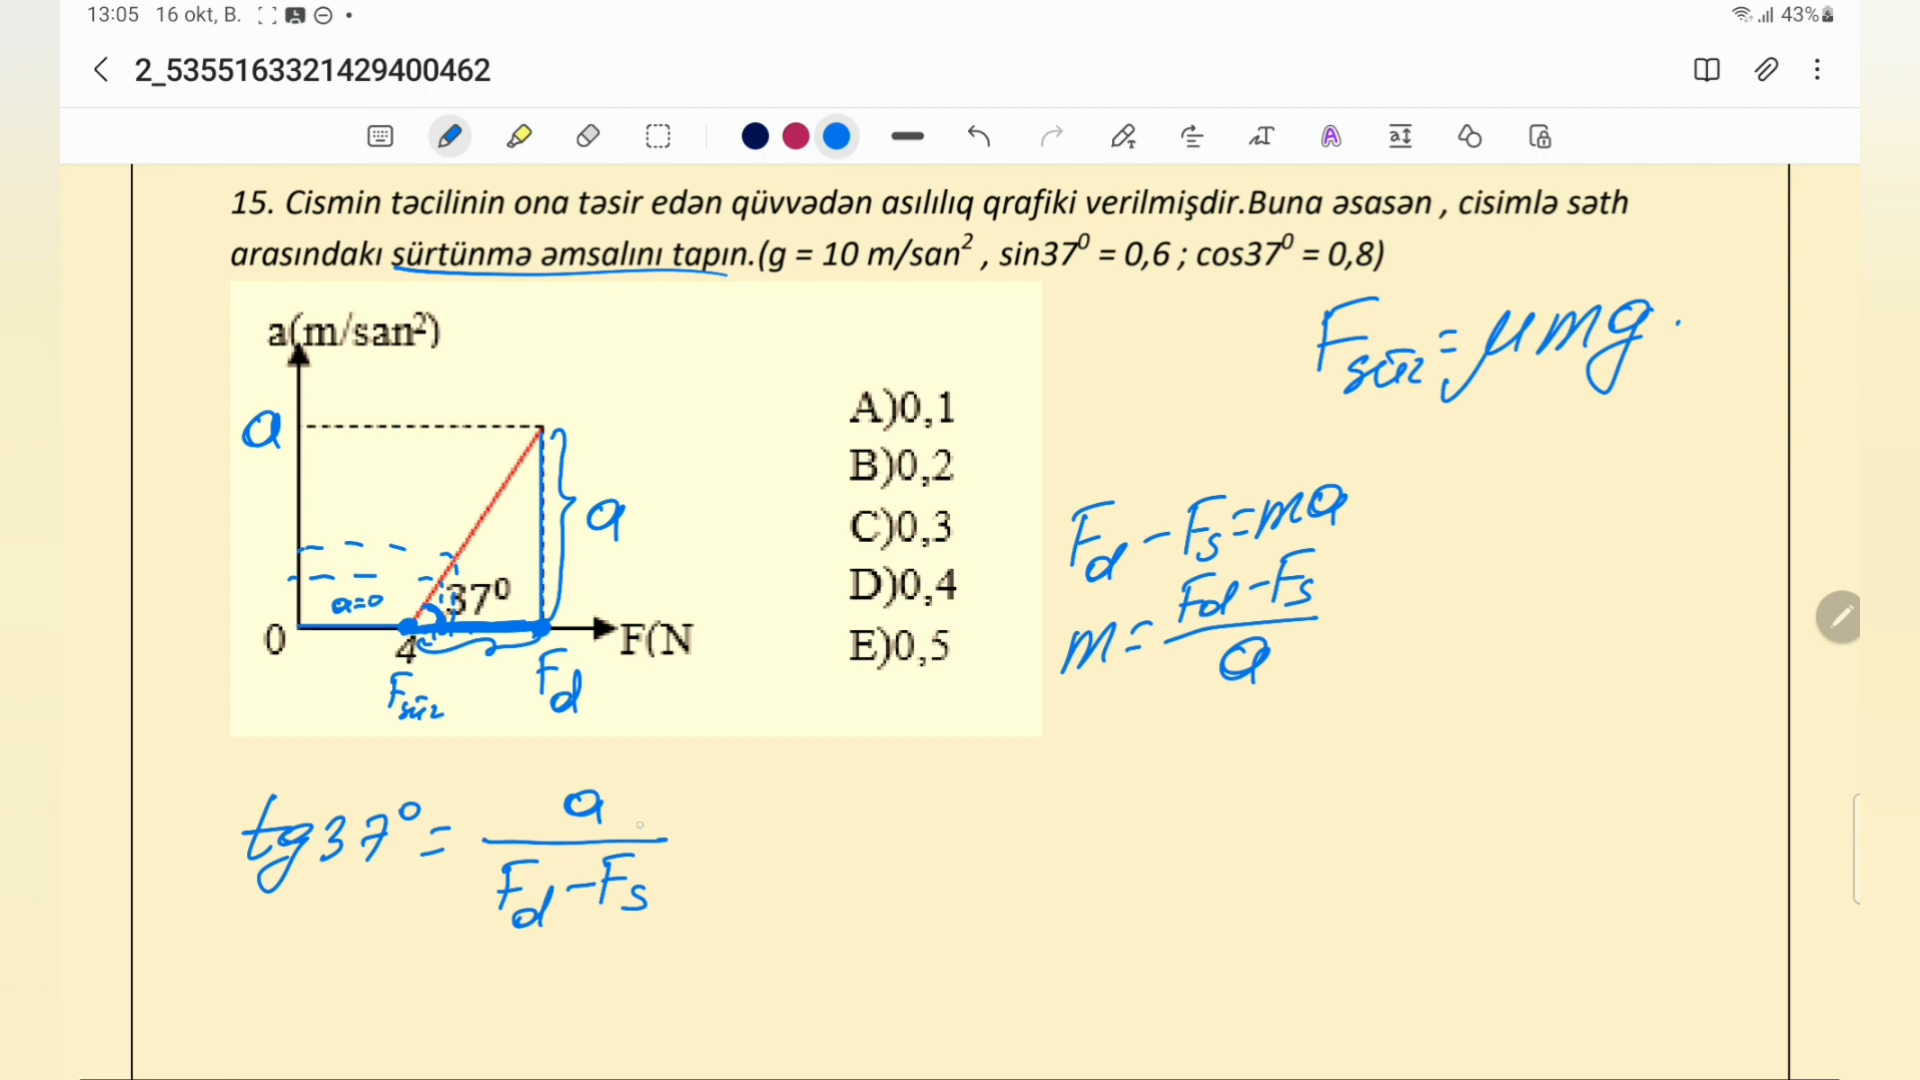 13:05 16 okt, B.
43%
2_5355163321429400462
15. Cismin təcilinin ona təsir edən qüvvədən asılılıq qrafiki verilmişdir.Buna əsasən , cisimlə səth
arasındakı sürtünmə əmsalını tapın.(g = 10 m/san² , sin37⁰ = 0,6 ; cos37⁰ = 0,8)
a(m/san²)
a
a
a=0
37⁰
0
4
F(N
Fsür
Fd
A)0,1
B)0,2
C)0,3
D)0,4
E)0,5
Fsür = μmg
Fd - Fs = ma
m = Fd - Fs
a
tg37⁰ = a
Fd - Fs